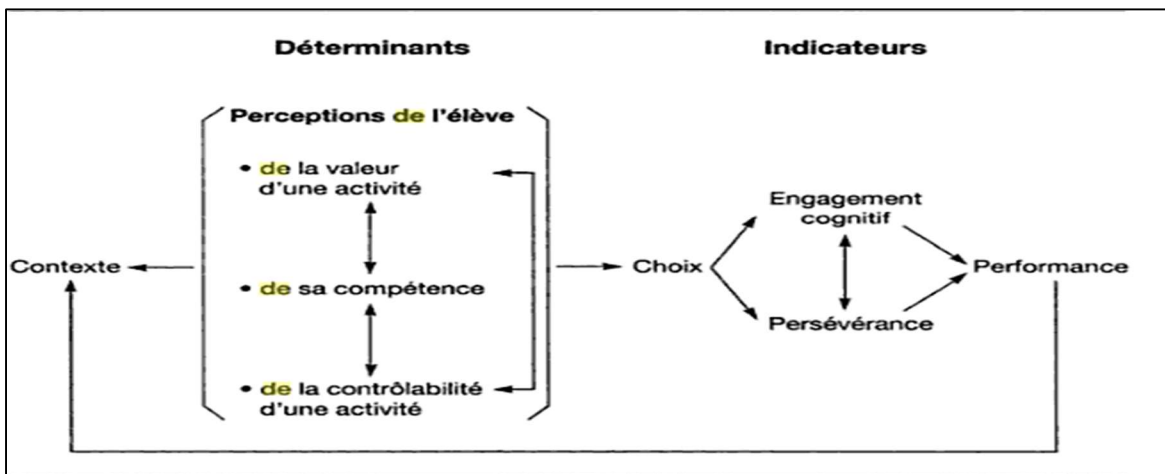 Déterminants
Indicateurs
Perceptions de l'élève
• de la valeur
d'une activité
• de sa compétence
• de la contrôlabilité
d'une activité
Contexte
Choix
Engagement
cognitif
Persévérance
Performance